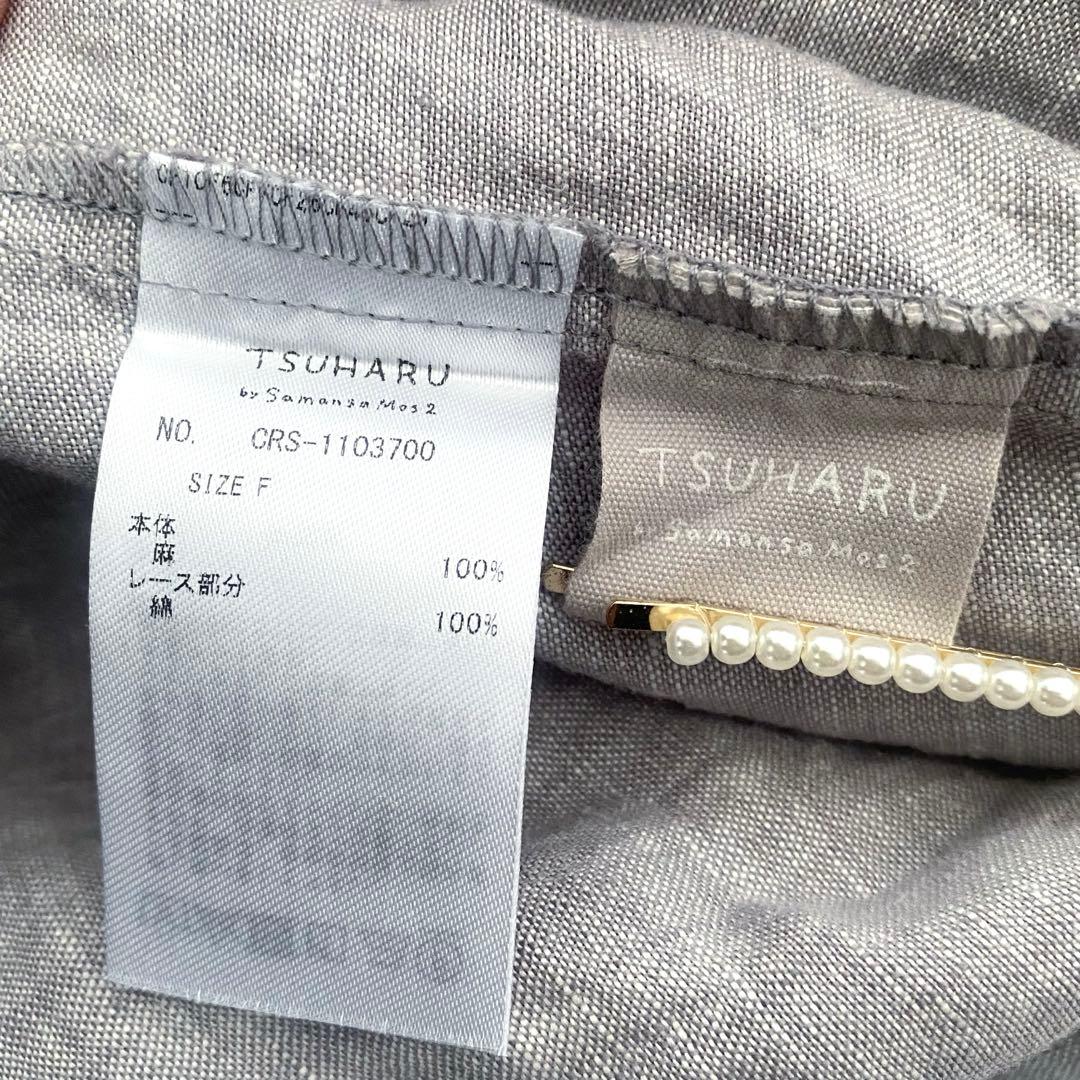 TSUHARU
by Samansa Mos2
NO. CRS-1103700
SIZE F
本体
麻 100%
レース部分
綿 100%
TSUHARU
Samansa Mos2